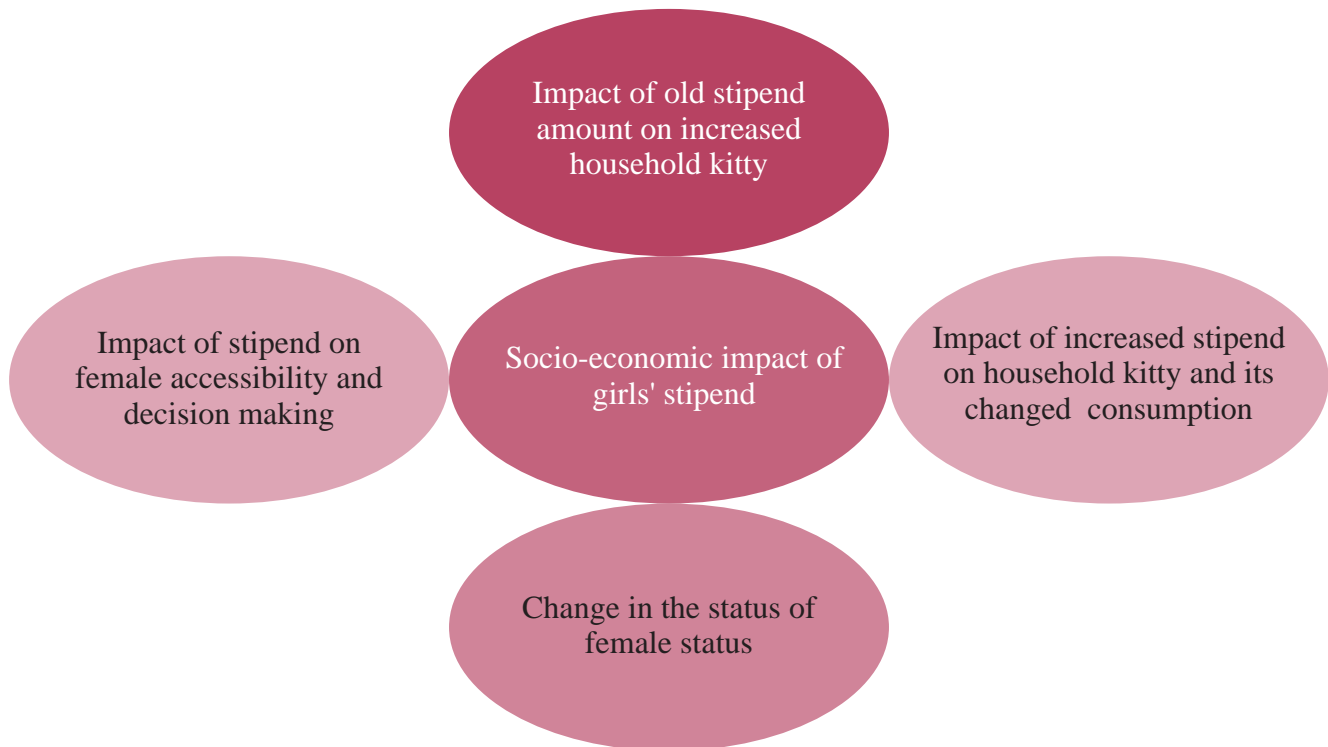 Impact of old stipend
amount on increased
household kitty
Impact of stipend on
female accessibility and
decision making
Socio-economic impact of
girls' stipend
Impact of increased stipend
on household kitty and its
changed  consumption
Change in the status of
female status